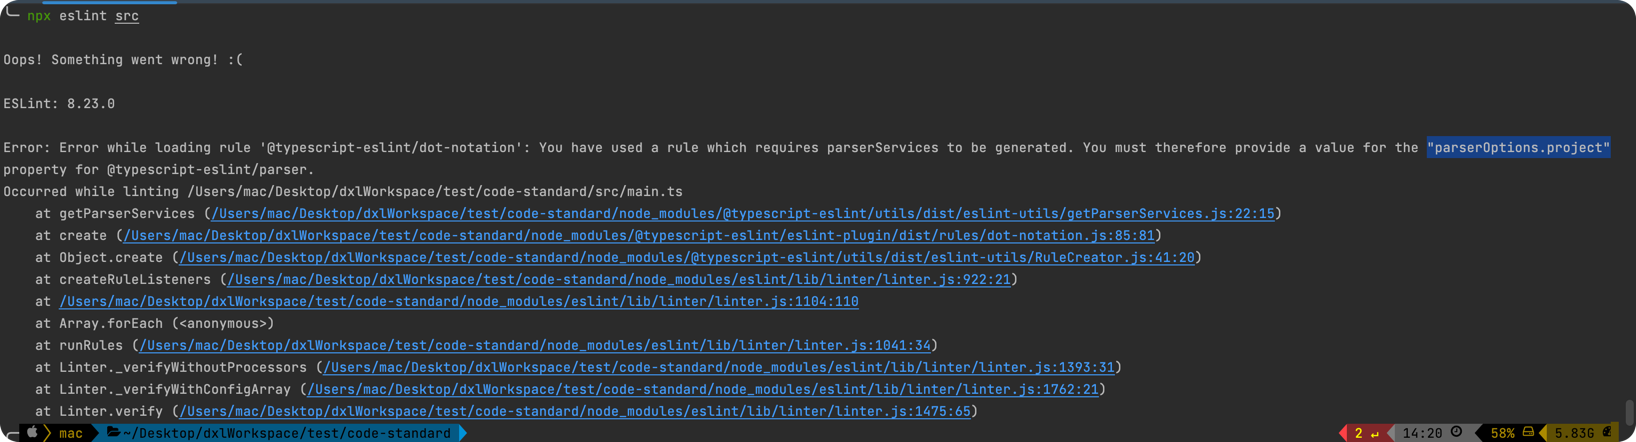 npx eslint src
Oops! Something went wrong! :(
ESLint: 8.23.0
Error: Error while loading rule '@typescript-eslint/dot-notation': You have used a rule which requires parserServices to be generated. You must therefore provide a value for the "parserOptions.project"
property for @typescript-eslint/parser.
Occurred while linting /Users/mac/Desktop/dxlWorkspace/test/code-standard/src/main.ts
at getParserServices (/Users/mac/Desktop/dxlWorkspace/test/code-standard/node_modules/@typescript-eslint/utils/dist/eslint-utils/getParserServices.js:22:15)
at create (/Users/mac/Desktop/dxlWorkspace/test/code-standard/node_modules/@typescript-eslint/eslint-plugin/dist/rules/dot-notation.js:85:81)
at Object.create (/Users/mac/Desktop/dxlWorkspace/test/code-standard/node_modules/@typescript-eslint/utils/dist/eslint-utils/RuleCreator.js:41:20)
at createRuleListeners (/Users/mac/Desktop/dxlWorkspace/test/code-standard/node_modules/eslint/lib/linter/linter.js:922:21)
at /Users/mac/Desktop/dxlWorkspace/test/code-standard/node_modules/eslint/lib/linter/linter.js:1104:110
at Array.forEach (<anonymous>)
at runRules (/Users/mac/Desktop/dxlWorkspace/test/code-standard/node_modules/eslint/lib/linter/linter.js:1041:34)
at Linter._verifyWithoutProcessors (/Users/mac/Desktop/dxlWorkspace/test/code-standard/node_modules/eslint/lib/linter/linter.js:1393:31)
at Linter._verifyWithConfigArray (/Users/mac/Desktop/dxlWorkspace/test/code-standard/node_modules/eslint/lib/linter/linter.js:1762:21)
at Linter.verify (/Users/mac/Desktop/dxlWorkspace/test/code-standard/node_modules/eslint/lib/linter/linter.js:1475:65)
mac ~/Desktop/dxlWorkspace/test/code-standard 2 ↵ 14:20 58% 5.83G